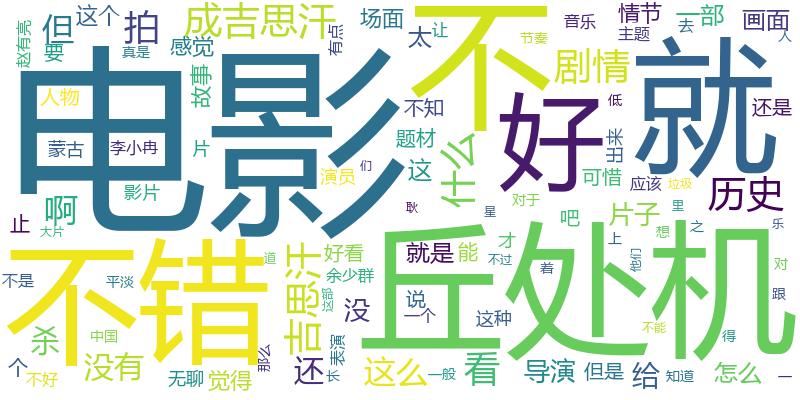 电影
不
就
好
不错
丘处机
成吉思汗
但
拍
这个
场面
太
让
音乐
情节
主题
一部
去
画面
人
赵有亮
要
真是
感觉
有点
节奏
故事
剧情
人物
不知
低
还是
蒙古
李小冉
片
题材
出来
这
什么
演员
们
可惜
应该
垃圾
影片
对于
历史
啊
耿
吧
片子
里
止
大片
星
想
之
乐
道
好看
就是
能
才
上
不是
平淡
吉思汗
余少群
不过
着
他们
对
这部
没
说
一个
这种
跟
杀
中国
不能
得
那么
表演
个
没有
还
看
导演
但是
给
怎么
不好
无聊
觉得
长
这么
一般
知道
一